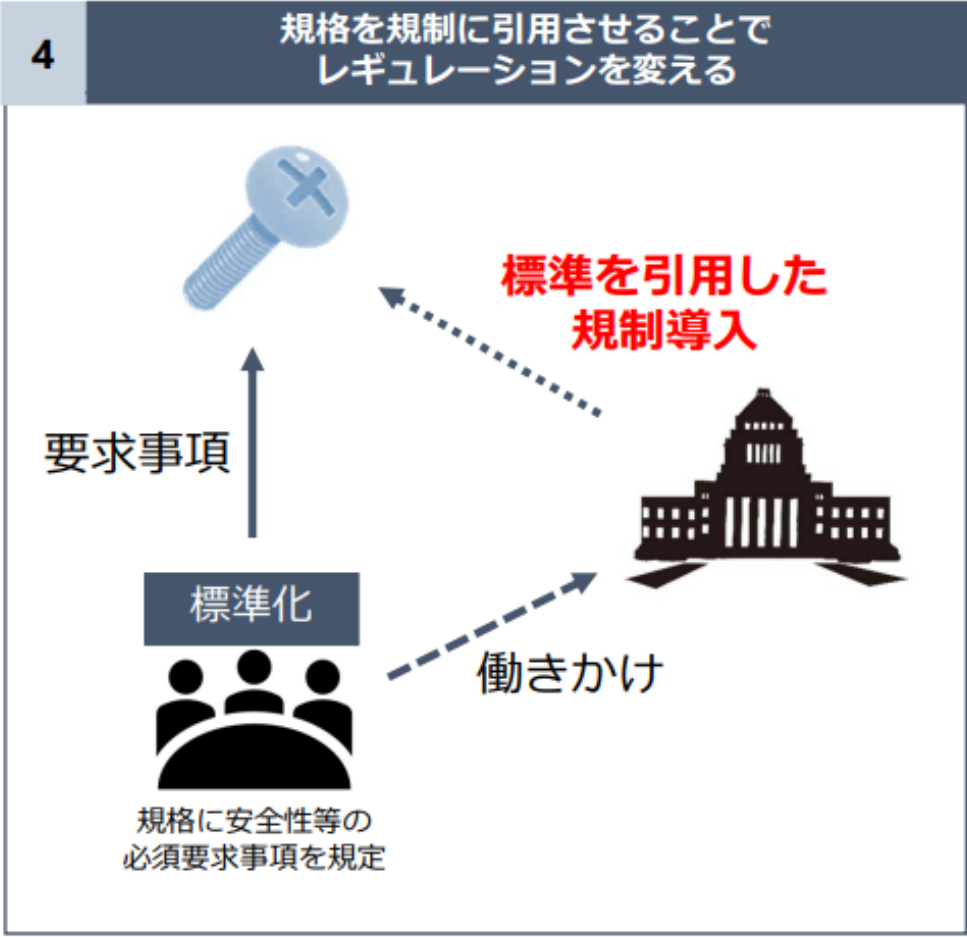 4
規格を規制に引用させることで
レギュレーションを変える
標準を引用した
規制導入
要求事項
標準化
働きかけ
規格に安全性等の
必須要求事項を規定